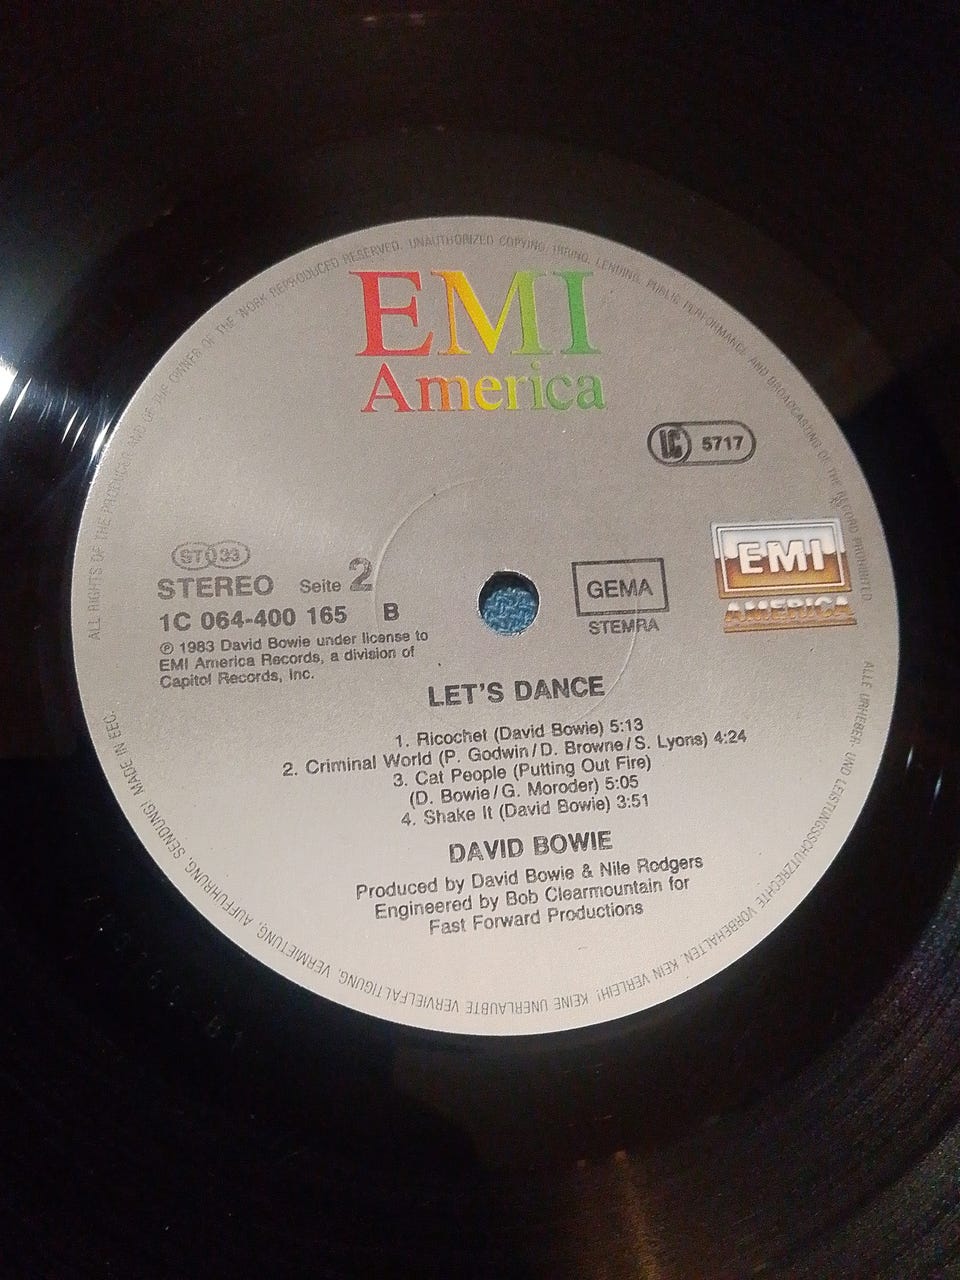 ALL RIGHTS OF THE PRODUCER AND OF THE OWNER OF THE WORK REPRODUCED RESERVED. UNAUTHORIZED COPYING, HIRING, LENDING, PUBLIC PERFORMANCE AND BROADCASTING OF THE RECORD PROHIBITED
EMI
America
LC 5717
ST 33
STEREO Seite 2
1C 064-400 165 B
℗ 1983 David Bowie under license to
EMI America Records, a division of
Capitol Records, Inc.
GEMA
STEMRA
EMI
AMERICA
LET'S DANCE
1. Ricochet (David Bowie) 5:13
2. Criminal World (P. Godwin/D. Browne/S. Lyons) 4:24
3. Cat People (Putting Out Fire)
(D. Bowie/G. Moroder) 5:05
4. Shake It (David Bowie) 3:51
DAVID BOWIE
Produced by David Bowie & Nile Rodgers
Engineered by Bob Clearmountain for
Fast Forward Productions
ALLE URHEBER- UND LEISTUNGSSCHUTZRECHTE VORBEHALTEN. KEIN VERLEIH! KEINE UNERLAUBTE VERVIELFÄLTIGUNG, VERMIETUNG, AUFFÜHRUNG, SENDUNG! MADE IN EEC.